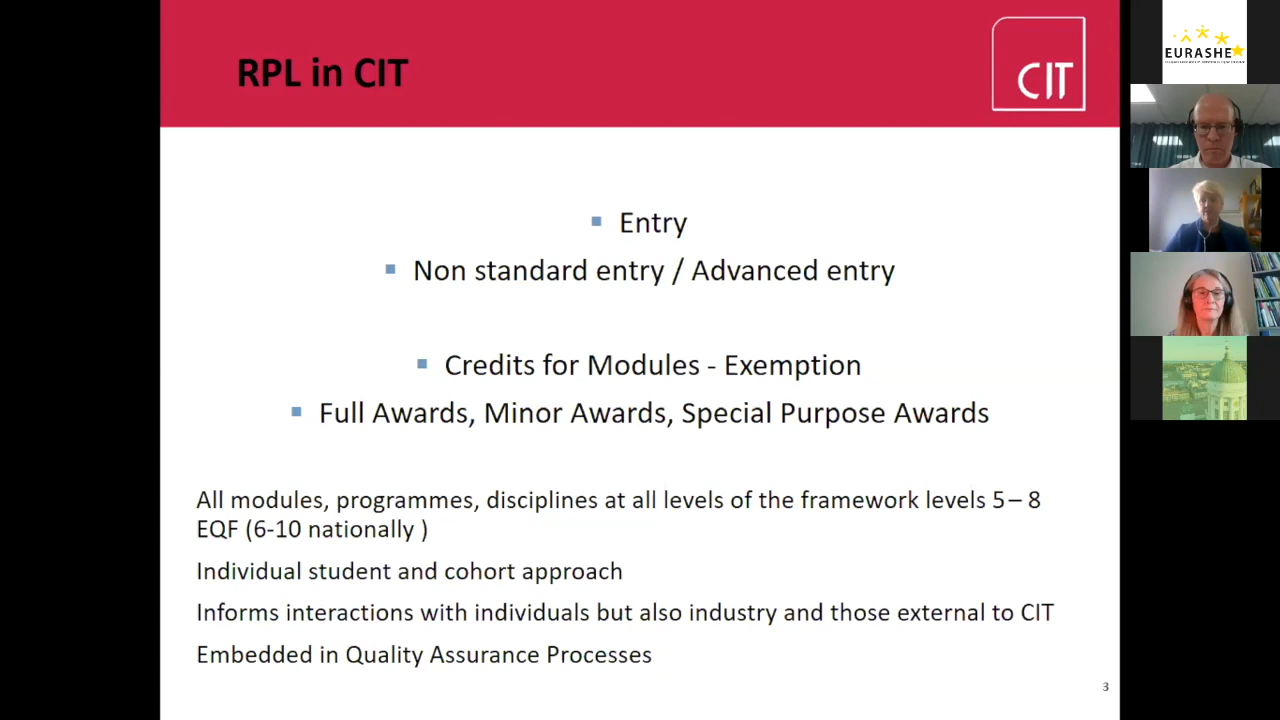 RPL in CIT
CIT
EURASHE
Entry
Non standard entry / Advanced entry
Credits for Modules - Exemption
Full Awards, Minor Awards, Special Purpose Awards
All modules, programmes, disciplines at all levels of the framework levels 5 – 8
EQF (6-10 nationally )
Individual student and cohort approach
Informs interactions with individuals but also industry and those external to CIT
Embedded in Quality Assurance Processes
3